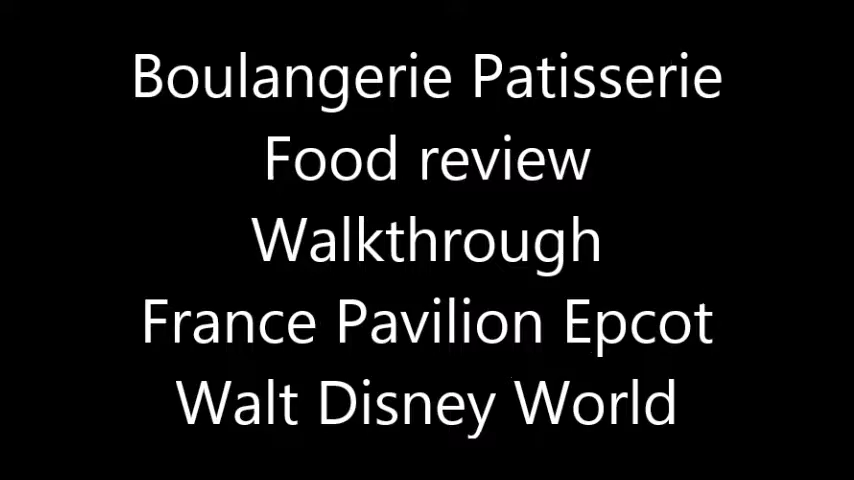 Boulangerie Patisserie
Food review
Walkthrough
France Pavilion Epcot
Walt Disney World